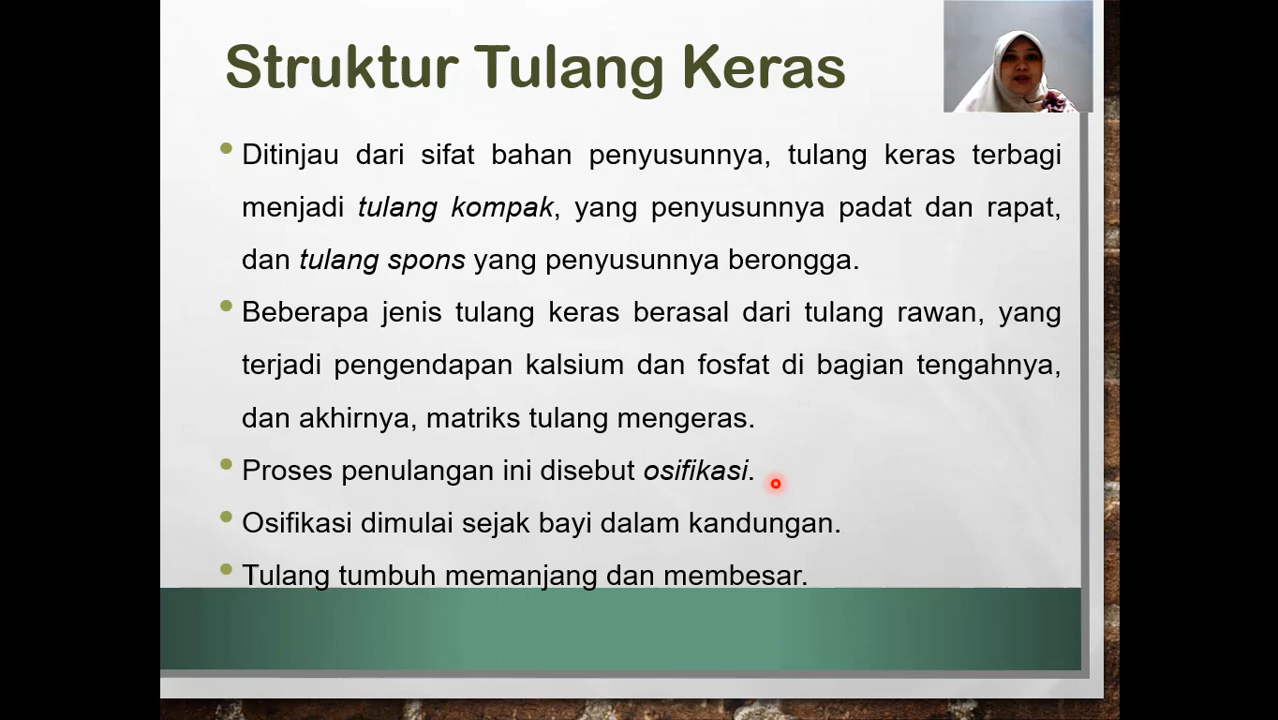 Struktur Tulang Keras
• Ditinjau dari sifat bahan penyusunnya, tulang keras terbagi
menjadi tulang kompak, yang penyusunnya padat dan rapat,
dan tulang spons yang penyusunnya berongga.
• Beberapa jenis tulang keras berasal dari tulang rawan, yang
terjadi pengendapan kalsium dan fosfat di bagian tengahnya,
dan akhirnya, matriks tulang mengeras.
• Proses penulangan ini disebut osifikasi.
• Osifikasi dimulai sejak bayi dalam kandungan.
• Tulang tumbuh memanjang dan membesar.